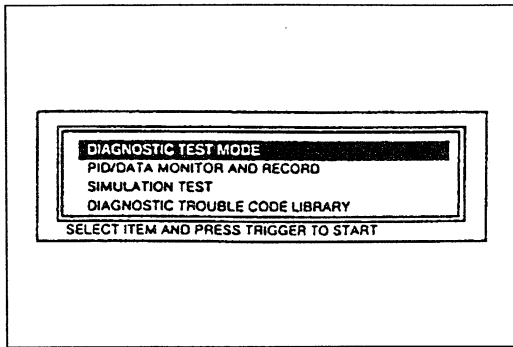 DIAGNOSTIC TEST MODE
PID/DATA MONITOR AND RECORD
SIMULATION TEST
DIAGNOSTIC TROUBLE CODE LIBRARY
SELECT ITEM AND PRESS TRIGGER TO START